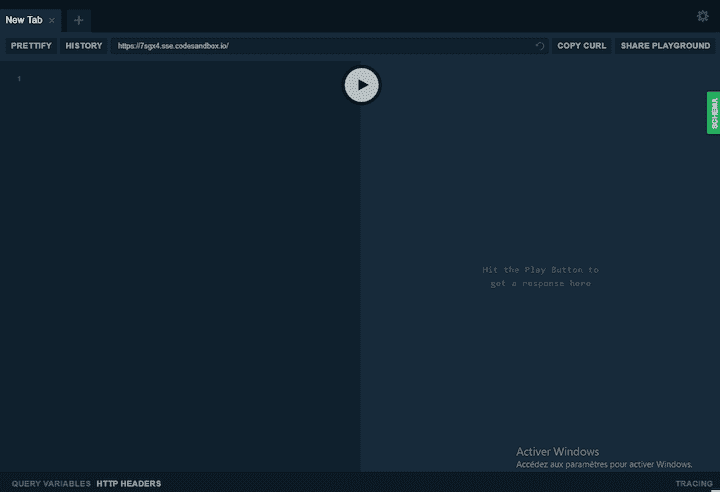 New Tab × +
PRETTIFY HISTORY https://7sgx4.sse.codesandbox.io/ COPY CURL SHARE PLAYGROUND
1
SCHEMA
Hit the Play Button to
get a response here
Activer Windows
Accédez aux paramètres pour activer Windows.
QUERY VARIABLES HTTP HEADERS TRACING